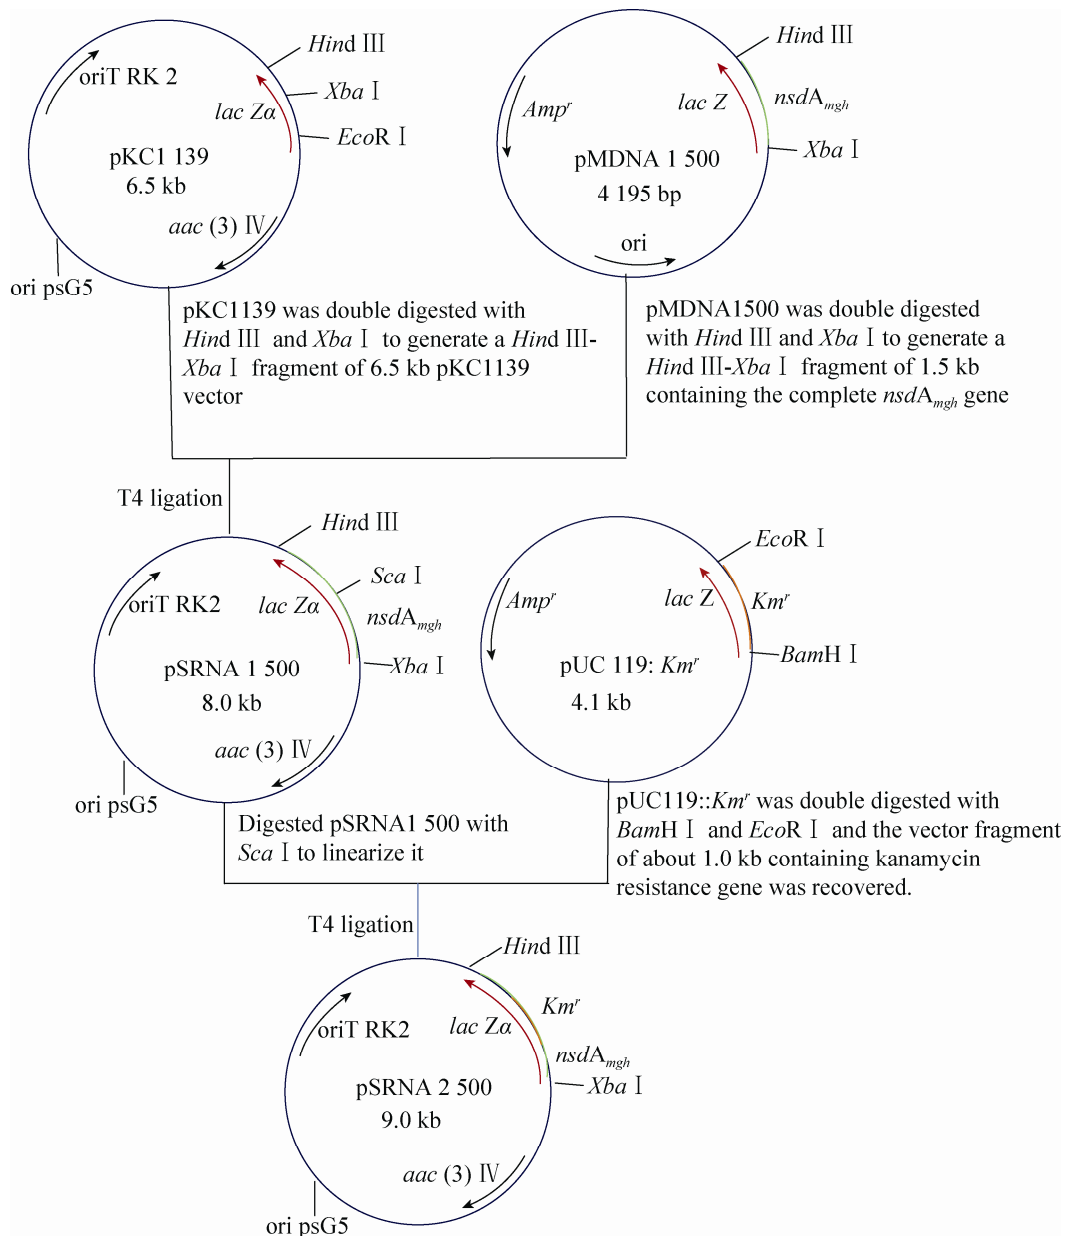 Hind Ⅲ
oriT RK 2
Xba Ⅰ
lac Zα
EcoR Ⅰ
pKC1 139
6.5 kb
aac (3) Ⅳ
ori psG5
Hind Ⅲ
Ampʳ
lac Z
nsdAmgh
Xba Ⅰ
pMDNA 1 500
4 195 bp
ori
pKC1139 was double digested with
Hind Ⅲ and Xba Ⅰ to generate a Hind Ⅲ-
Xba Ⅰ fragment of 6.5 kb pKC1139
vector
pMDNA1500 was double digested
with Hind Ⅲ and Xba Ⅰ to generate a
Hind Ⅲ-Xba Ⅰ fragment of 1.5 kb
containing the complete nsdAmgh gene
T4 ligation
Hind Ⅲ
Sca Ⅰ
oriT RK2
lac Zα
nsdAmgh
Xba Ⅰ
pSRNA 1 500
8.0 kb
aac (3) Ⅳ
ori psG5
EcoR Ⅰ
Ampʳ
lac Z
Kmʳ
BamH Ⅰ
pUC 119: Kmʳ
4.1 kb
Digested pSRNA1 500 with
Sca Ⅰ to linearize it
pUC119::Kmʳ was double digested with
BamH Ⅰ and EcoR Ⅰ and the vector fragment
of about 1.0 kb containing kanamycin
resistance gene was recovered.
T4 ligation
Hind Ⅲ
Kmʳ
oriT RK2
lac Zα
nsdAmgh
Xba Ⅰ
pSRNA 2 500
9.0 kb
aac (3) Ⅳ
ori psG5